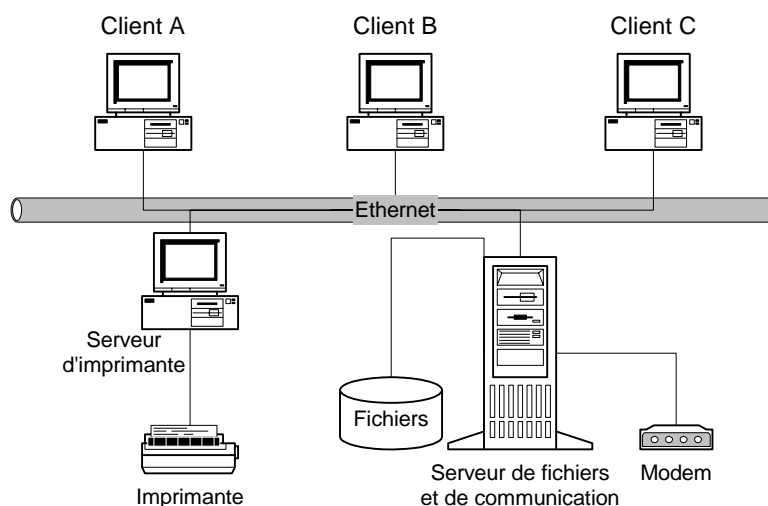 Client A
Client B
Client C
Ethernet
Serveur
d'imprimante
Fichiers
Imprimante
Serveur de fichiers
et de communication
Modem